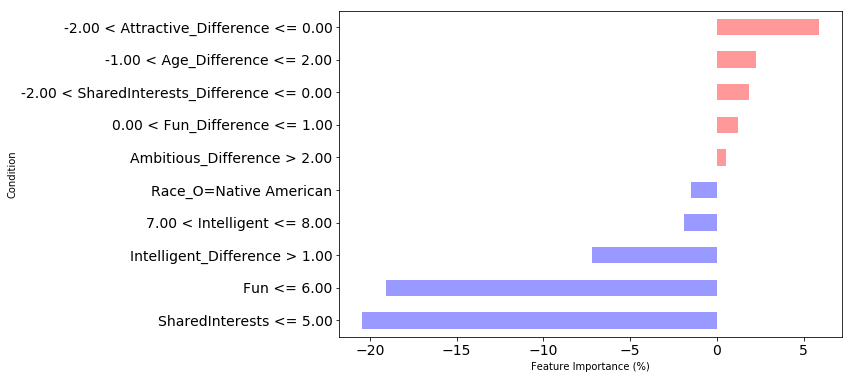 -2.00 < Attractive_Difference <= 0.00
-1.00 < Age_Difference <= 2.00
-2.00 < SharedInterests_Difference <= 0.00
0.00 < Fun_Difference <= 1.00
Ambitious_Difference > 2.00
Race_O=Native American
7.00 < Intelligent <= 8.00
Intelligent_Difference > 1.00
Fun <= 6.00
SharedInterests <= 5.00
Condition
−20 −15 −10 −5 0 5
Feature Importance (%)